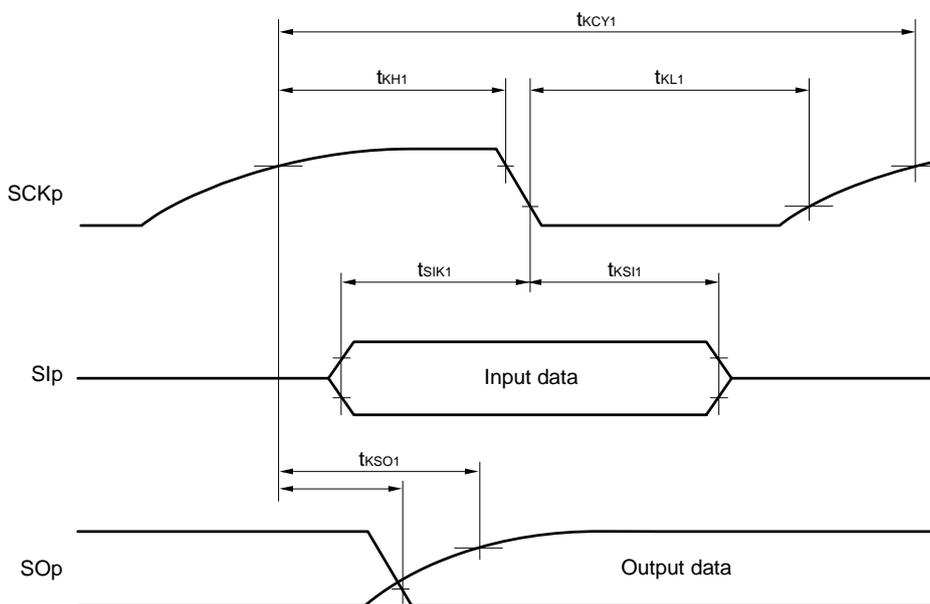 tKCY1
tKH1
tKL1
SCKp
tSIK1
tKSI1
SIp
Input data
tKSO1
SOp
Output data